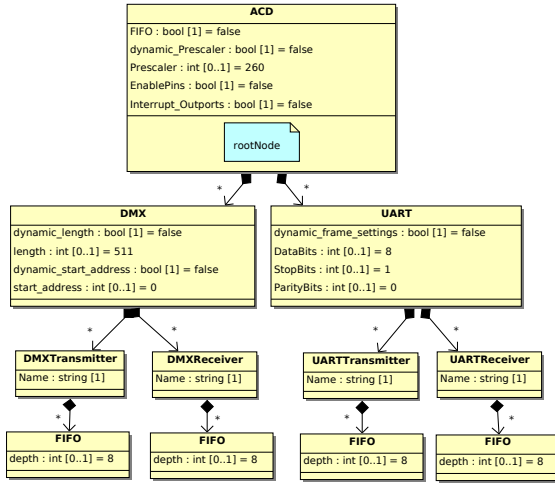 ACD
FIFO : bool [1] = false
dynamic_Prescaler : bool [1] = false
Prescaler : int [0..1] = 260
EnablePins : bool [1] = false
Interrupt_Outports : bool [1] = false
rootNode
* *
DMX
dynamic_length : bool [1] = false
length : int [0..1] = 511
dynamic_start_address : bool [1] = false
start_address : int [0..1] = 0
UART
dynamic_frame_settings : bool [1] = false
DataBits : int [0..1] = 8
StopBits : int [0..1] = 1
ParityBits : int [0..1] = 0
* * * *
DMXTransmitter
Name : string [1]
DMXReceiver
Name : string [1]
UARTTransmitter
Name : string [1]
UARTReceiver
Name : string [1]
* * * *
FIFO
depth : int [0..1] = 8
FIFO
depth : int [0..1] = 8
FIFO
depth : int [0..1] = 8
FIFO
depth : int [0..1] = 8